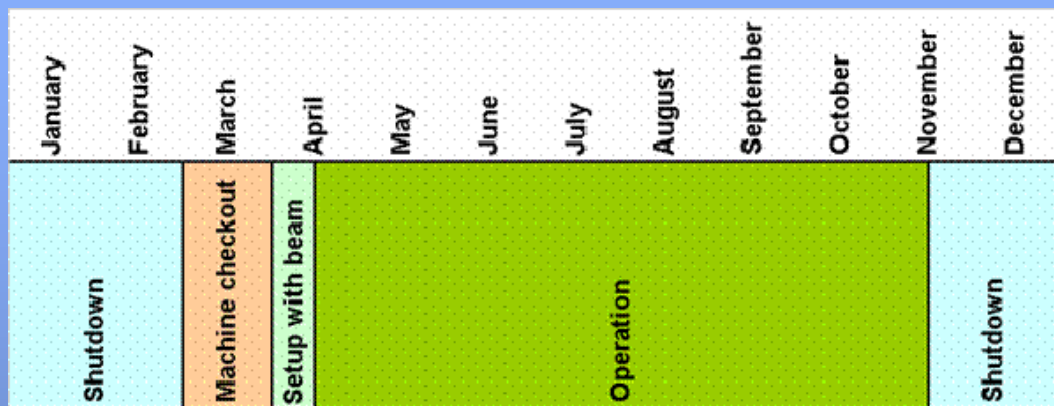 January
February
March
April
May
June
July
August
September
October
November
December
Shutdown
Machine checkout
Setup with beam
Operation
Shutdown